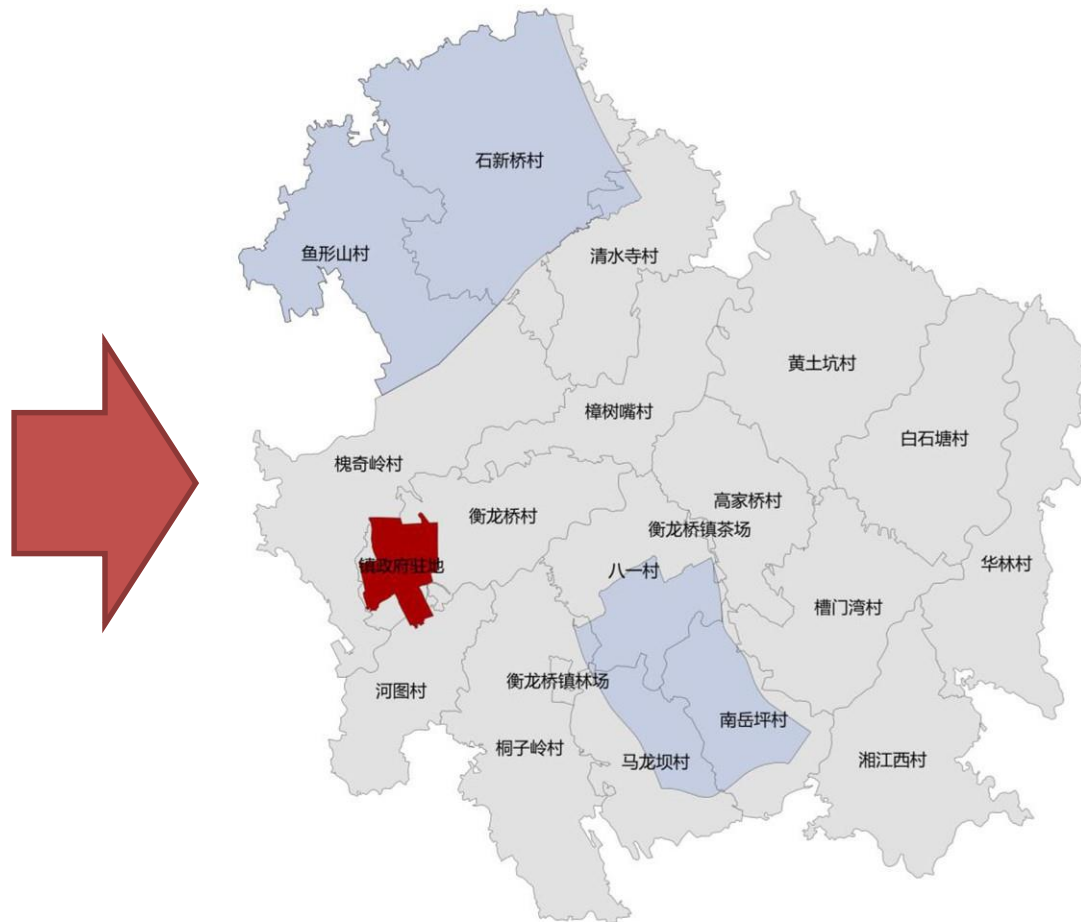 石新桥村
鱼形山村
清水寺村
黄土坑村
樟树嘴村
白石塘村
槐奇岭村
高家桥村
衡龙桥村
衡龙桥镇茶场
华林村
镇政府驻地
八一村
槽门湾村
河图村
衡龙桥镇林场
南岳坪村
桐子岭村
马龙坝村
湘江西村